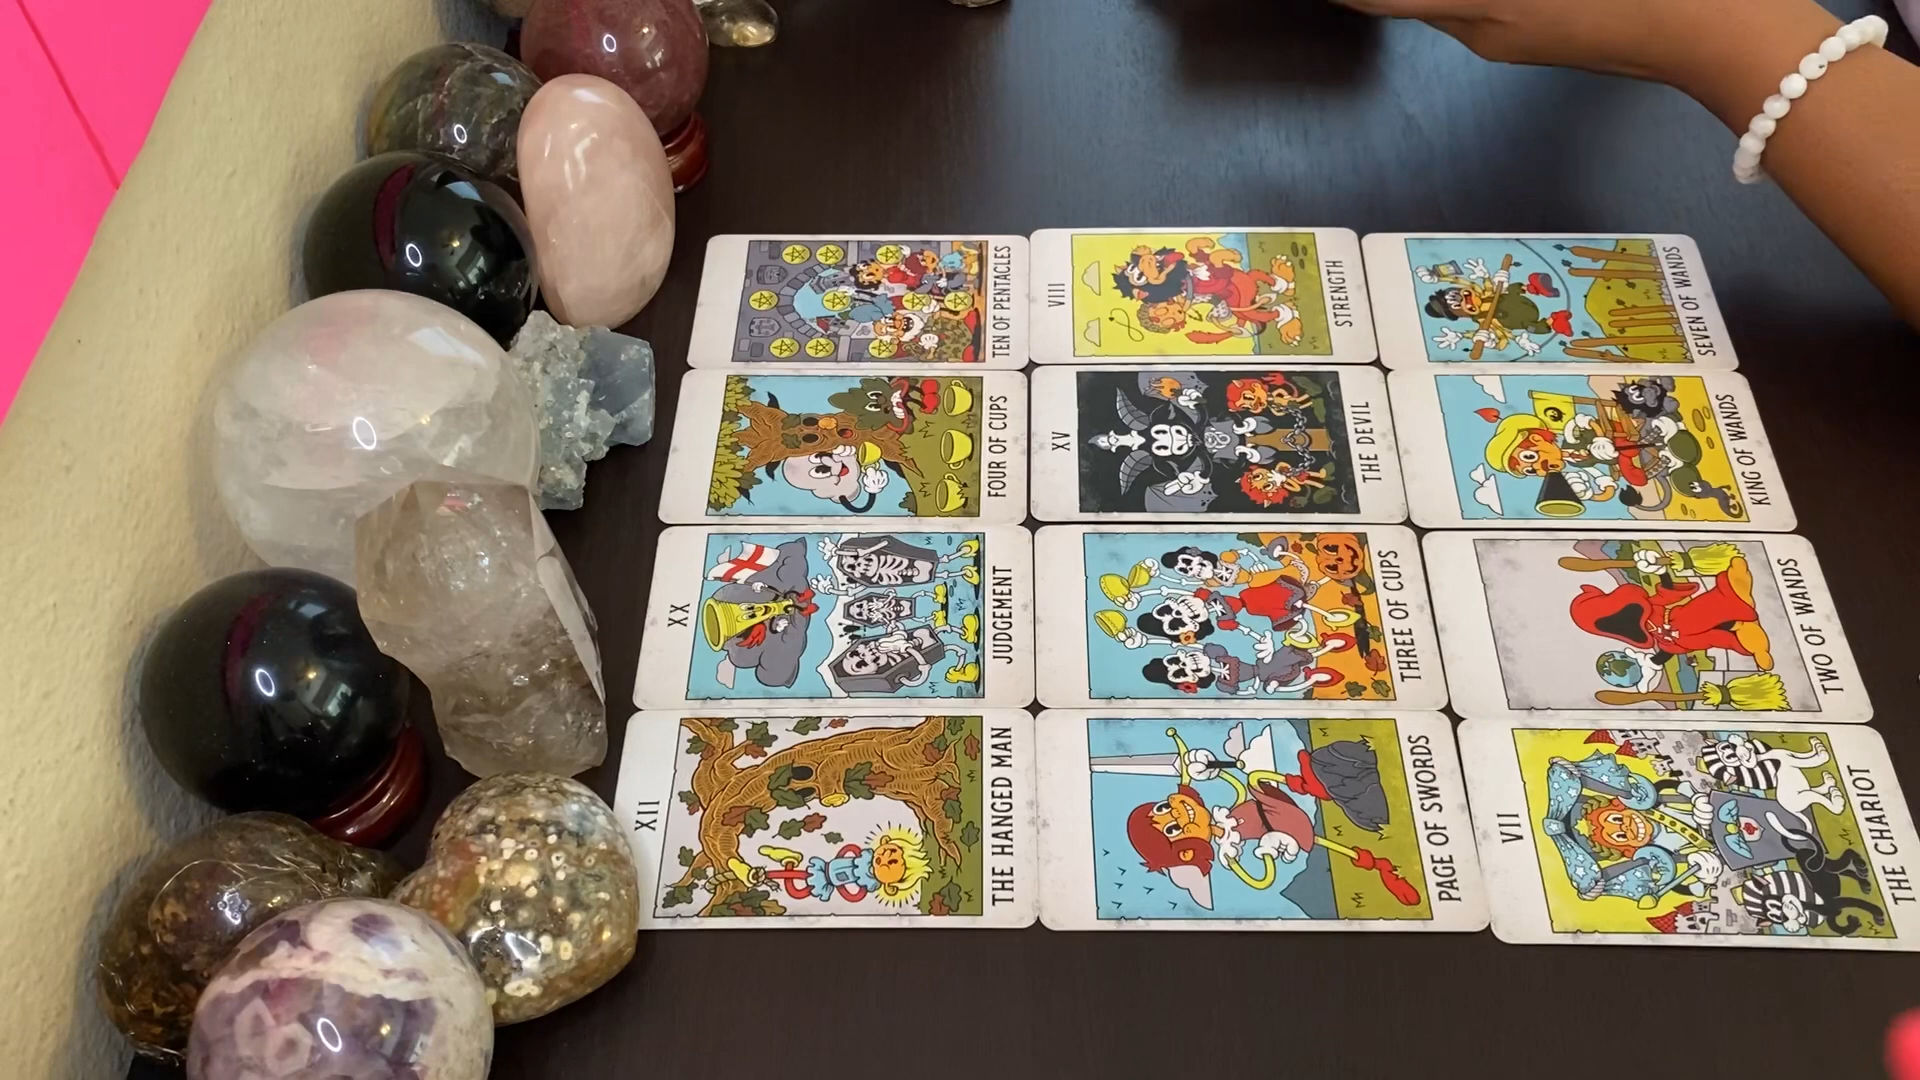 TEN OF PENTACLES
VIII
STRENGTH
SEVEN OF WANDS
FOUR OF CUPS
XV
THE DEVIL
KING OF WANDS
XX
JUDGEMENT
THREE OF CUPS
TWO OF WANDS
XII
THE HANGED MAN
PAGE OF SWORDS
VII
THE CHARIOT